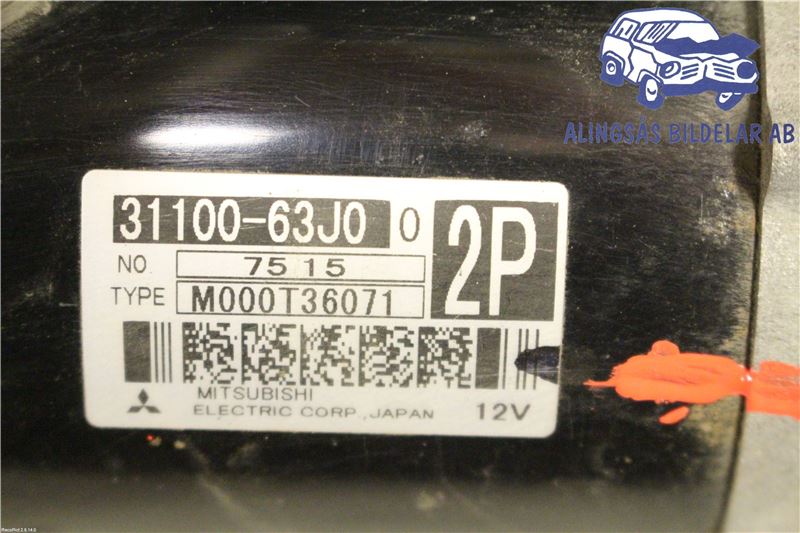 ALINGSÅS BILDELAR AB
31100-63J0 0
2P
NO. 7515
TYPE M000T36071
MITSUBISHI
ELECTRIC CORP., JAPAN 12V